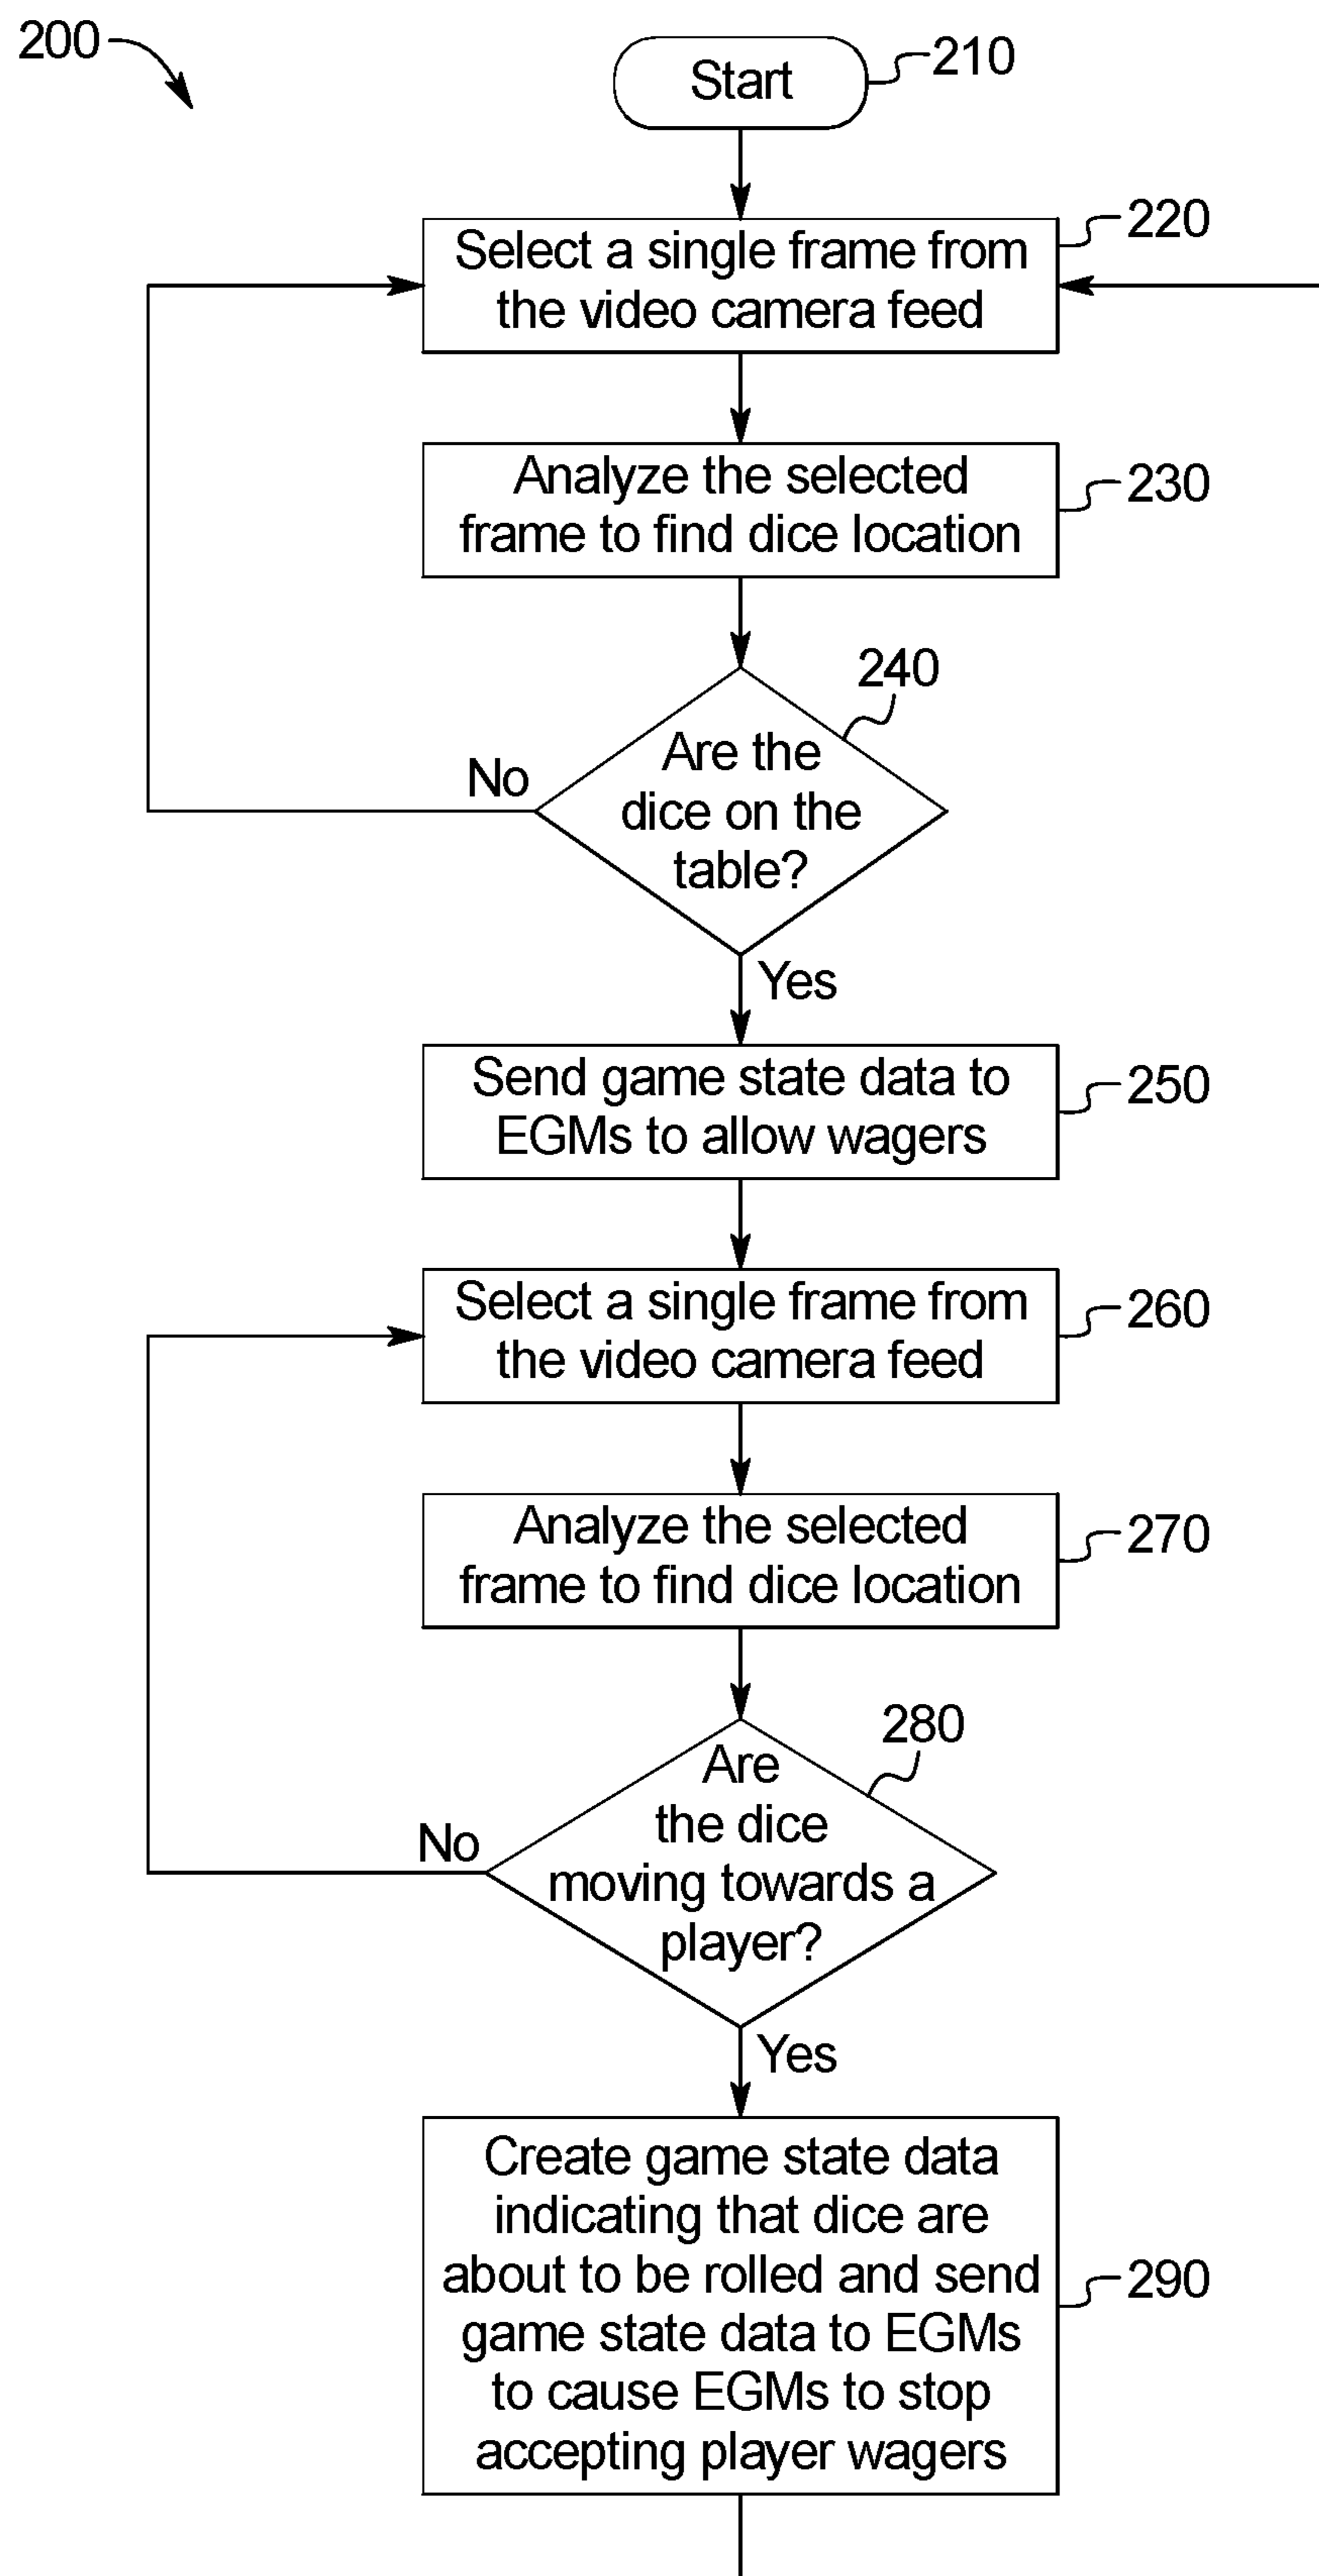 200
Start
210
Select a single frame from
the video camera feed
220
Analyze the selected
frame to find dice location
230
240
Are the
dice on the
table?
No
Yes
Send game state data to
EGMs to allow wagers
250
Select a single frame from
the video camera feed
260
Analyze the selected
frame to find dice location
270
280
Are
the dice
moving towards a
player?
No
Yes
Create game state data
indicating that dice are
about to be rolled and send
game state data to EGMs
to cause EGMs to stop
accepting player wagers
290